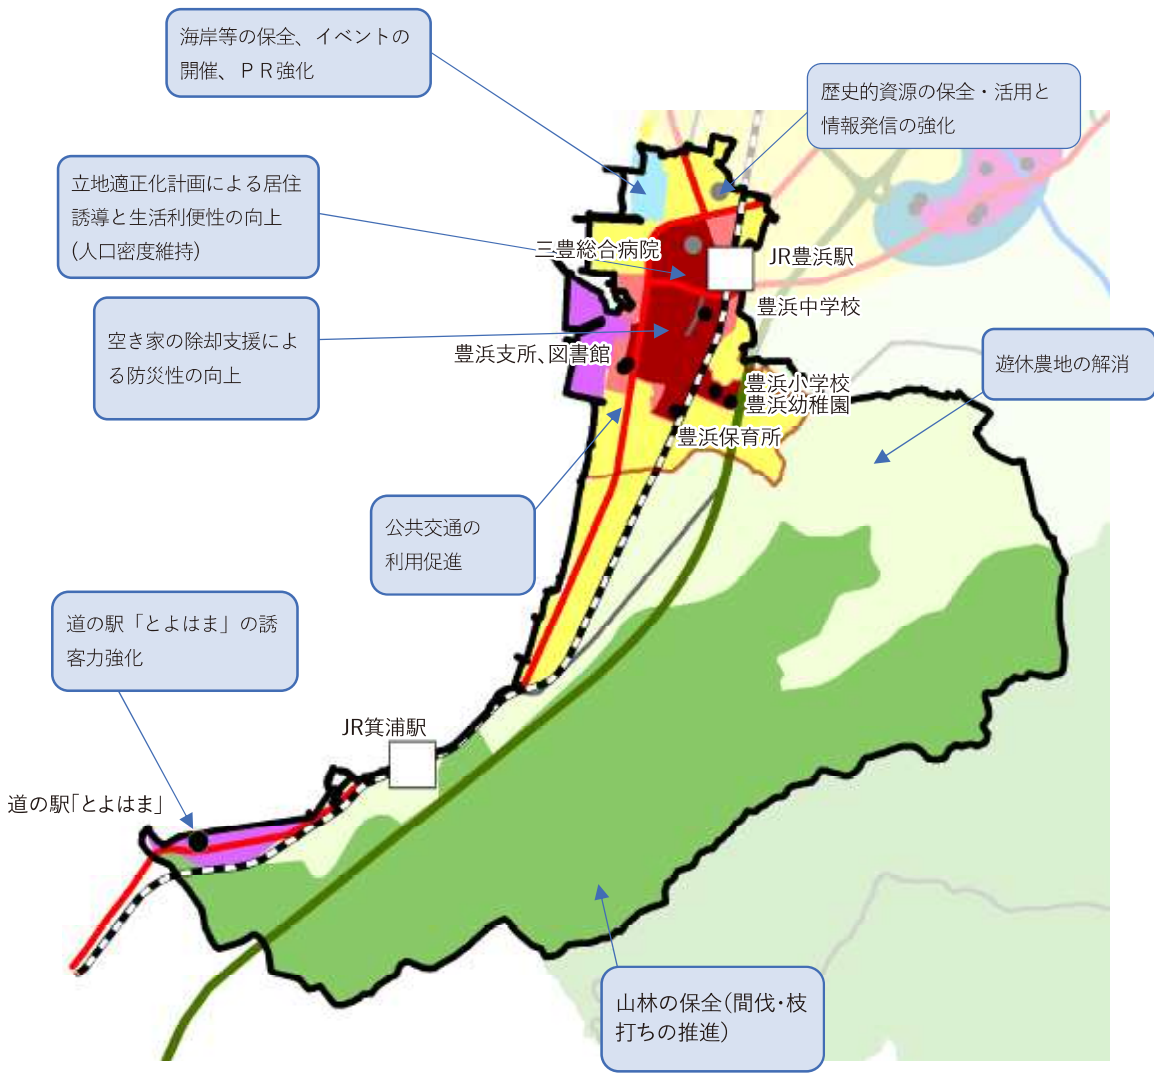 海岸等の保全、イベントの
開催、ＰＲ強化
歴史的資源の保全・活用と
情報発信の強化
立地適正化計画による居住
誘導と生活利便性の向上
(人口密度維持)
三豊総合病院
JR豊浜駅
空き家の除却支援によ
る防災性の向上
豊浜中学校
豊浜支所、図書館
遊休農地の解消
豊浜小学校
豊浜幼稚園
豊浜保育所
公共交通の
利用促進
道の駅「とよはま」の誘
客力強化
JR箕浦駅
道の駅｢とよはま｣
山林の保全(間伐･枝
打ちの推進)